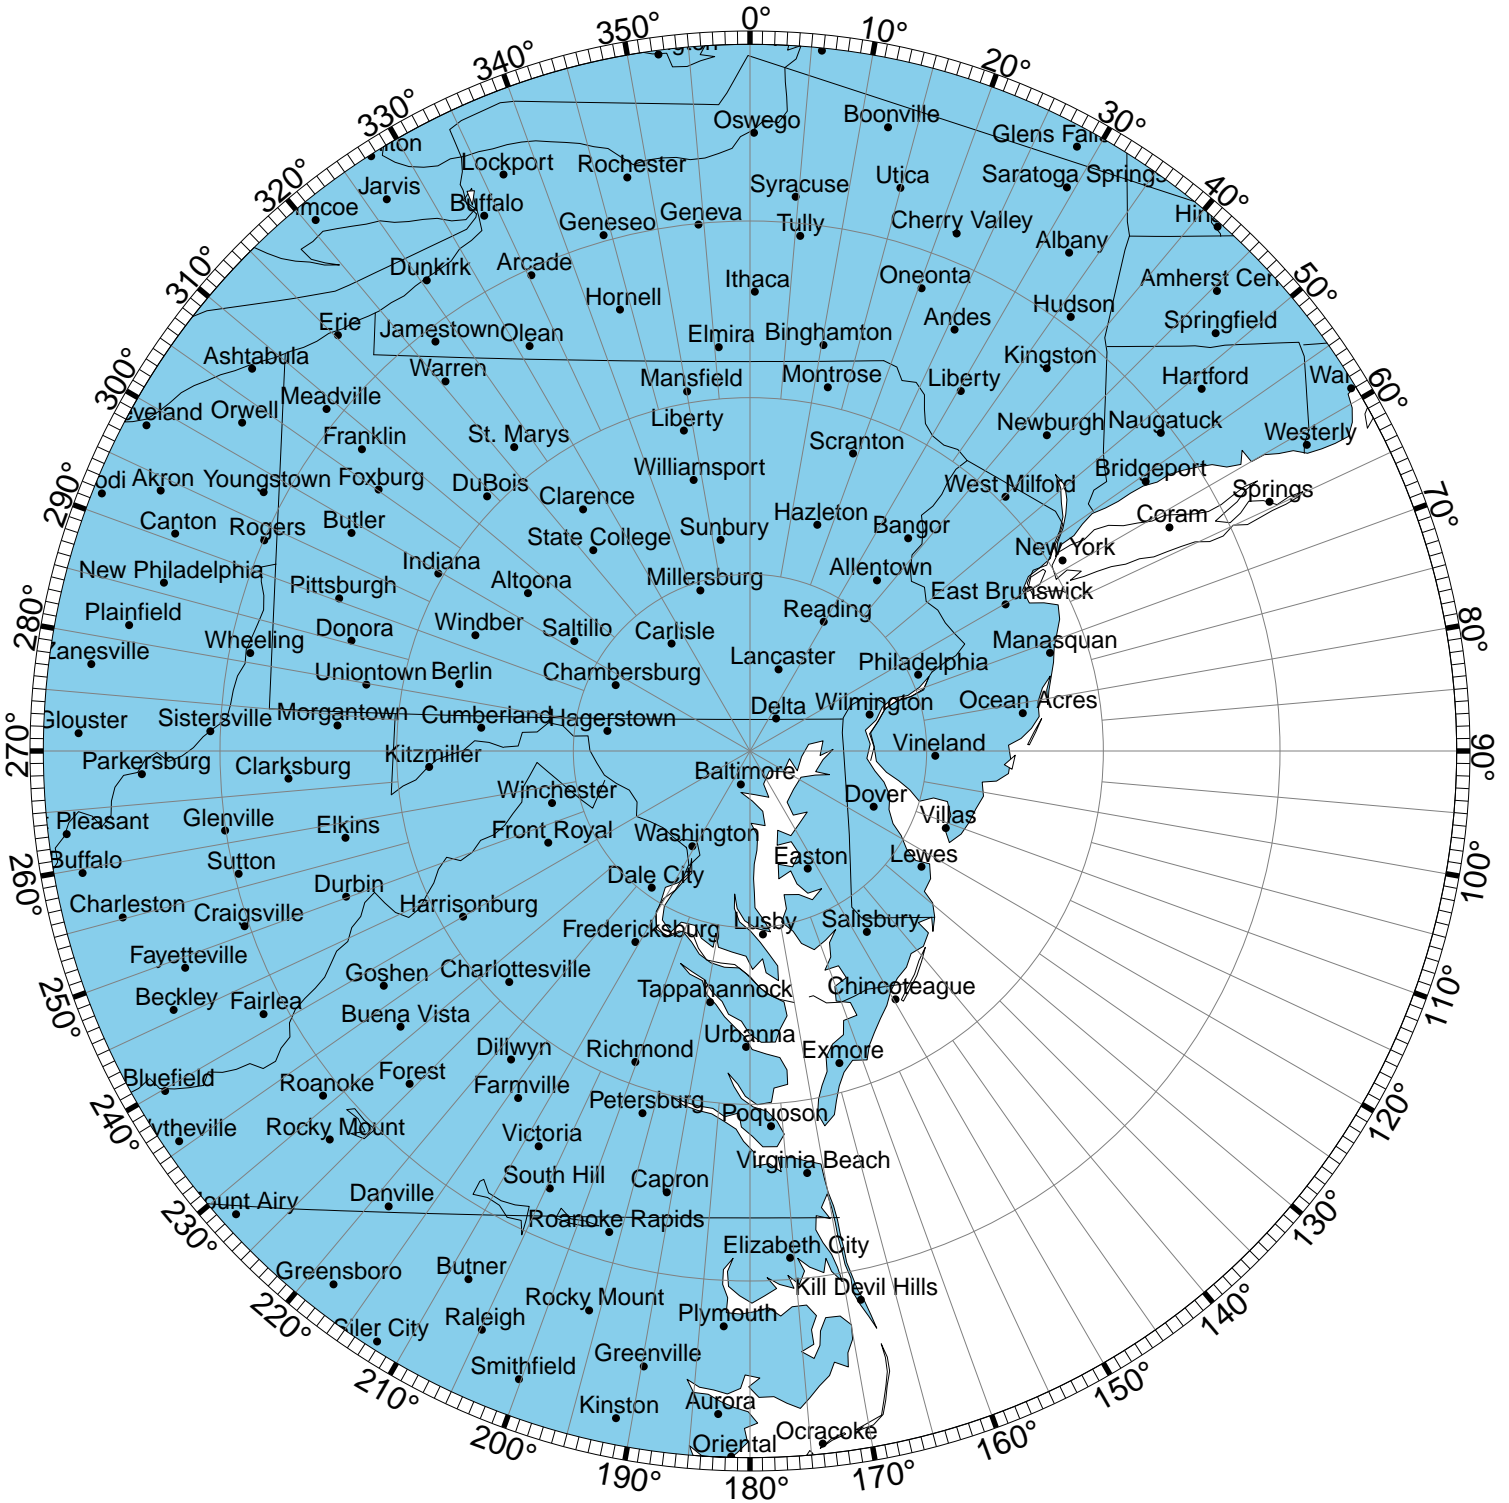 0°
350°
10°
340°
20°
330°
30°
320°
40°
310°
50°
300°
60°
290°
70°
280°
80°
270°
90°
260°
100°
250°
110°
240°
120°
230°
130°
220°
140°
210°
150°
200°
160°
190°
170°
180°
Oswego
Boonville
Glens
Lockport
Rochester
Syracuse
Utica
Saratoga Springs
Jarvis
Buffalo
Geneseo
Geneva
Tully
Cherry Valley
Albany
Dunkirk
Arcade
Ithaca
Oneonta
Amherst
Hornell
Hudson
Erie
Jamestown
Olean
Elmira
Binghamton
Andes
Springfield
Ashtabula
Warren
Mansfield
Montrose
Liberty
Kingston
Hartford
Orwell
Meadville
Liberty
Newburgh
Naugatuck
Westerly
Franklin
St. Marys
Scranton
Akron
Youngstown
Foxburg
DuBois
Clarence
Williamsport
West Milford
Bridgeport
Springs
Canton
Rogers
Butler
State College
Sunbury
Hazleton
Bangor
Coram
New York
New Philadelphia
Pittsburgh
Indiana
Altoona
Millersburg
Allentown
East Brunswick
Plainfield
Wheeling
Donora
Windber
Saltillo
Carlisle
Reading
Manasquan
Zanesville
Uniontown
Berlin
Chambersburg
Lancaster
Philadelphia
Glouster
Sistersville
Morgantown
Cumberland
Hagerstown
Delta
Wilmington
Ocean Acres
Parkersburg
Clarksburg
Kitzmiller
Baltimore
Vineland
Winchester
Dover
Pleasant
Glenville
Elkins
Front Royal
Washington
Villas
Buffalo
Sutton
Durbin
Dale City
Easton
Lewes
Charleston
Craigsville
Harrisonburg
Fredericksburg
Lusby
Salisbury
Fayetteville
Goshen
Charlottesville
Tappahannock
Chincoteague
Beckley
Fairlea
Buena Vista
Urbanna
Exmore
Bluefield
Roanoke
Forest
Dillwyn
Richmond
Farmville
Petersburg
Poquoson
Rocky Mount
Victoria
Virginia Beach
Danville
South Hill
Capron
Roanoke Rapids
Elizabeth City
Greensboro
Butner
Rocky Mount
Kill Devil Hills
Siler City
Raleigh
Plymouth
Smithfield
Greenville
Kinston
Aurora
Ocracoke
Oriental